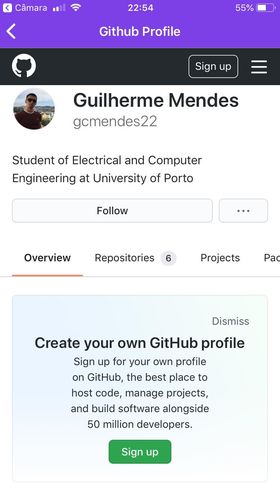 Câmara 22:54 55%
Github Profile
Sign up
Guilherme Mendes
gcmendes22
Student of Electrical and Computer
Engineering at University of Porto
Follow ...
Overview Repositories 6 Projects Pac
Dismiss
Create your own GitHub profile
Sign up for your own profile
on GitHub, the best place to
host code, manage projects,
and build software alongside
50 million developers.
Sign up